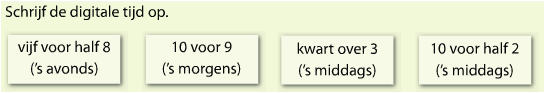 Schrijf de digitale tijd op.
vijf voor half 8
('s avonds)
10 voor 9
('s morgens)
kwart over 3
('s middags)
10 voor half 2
('s middags)